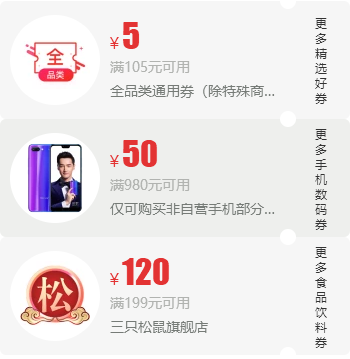 全
品类
¥5
满105元可用
全品类通用券（除特殊商...
更多精选好券
¥50
满980元可用
仅可购买非自营手机部分...
更多手机数码券
松
¥120
满199元可用
三只松鼠旗舰店
更多食品饮料券